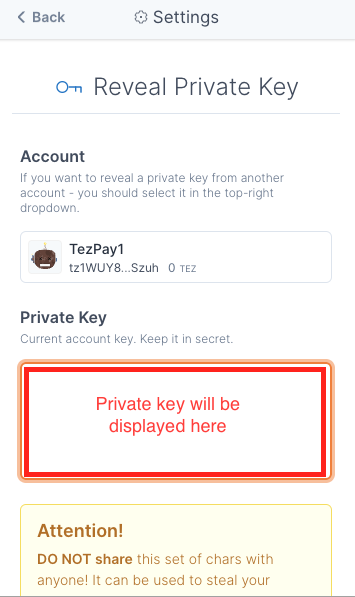 Back
Settings
Reveal Private Key
Account
If you want to reveal a private key from another
account - you should select it in the top-right
dropdown.
TezPay1
tz1WUY8...Szuh 0 TEZ
Private Key
Current account key. Keep it in secret.
Private key will be
displayed here
Attention!
DO NOT share this set of chars with
anyone! It can be used to steal your